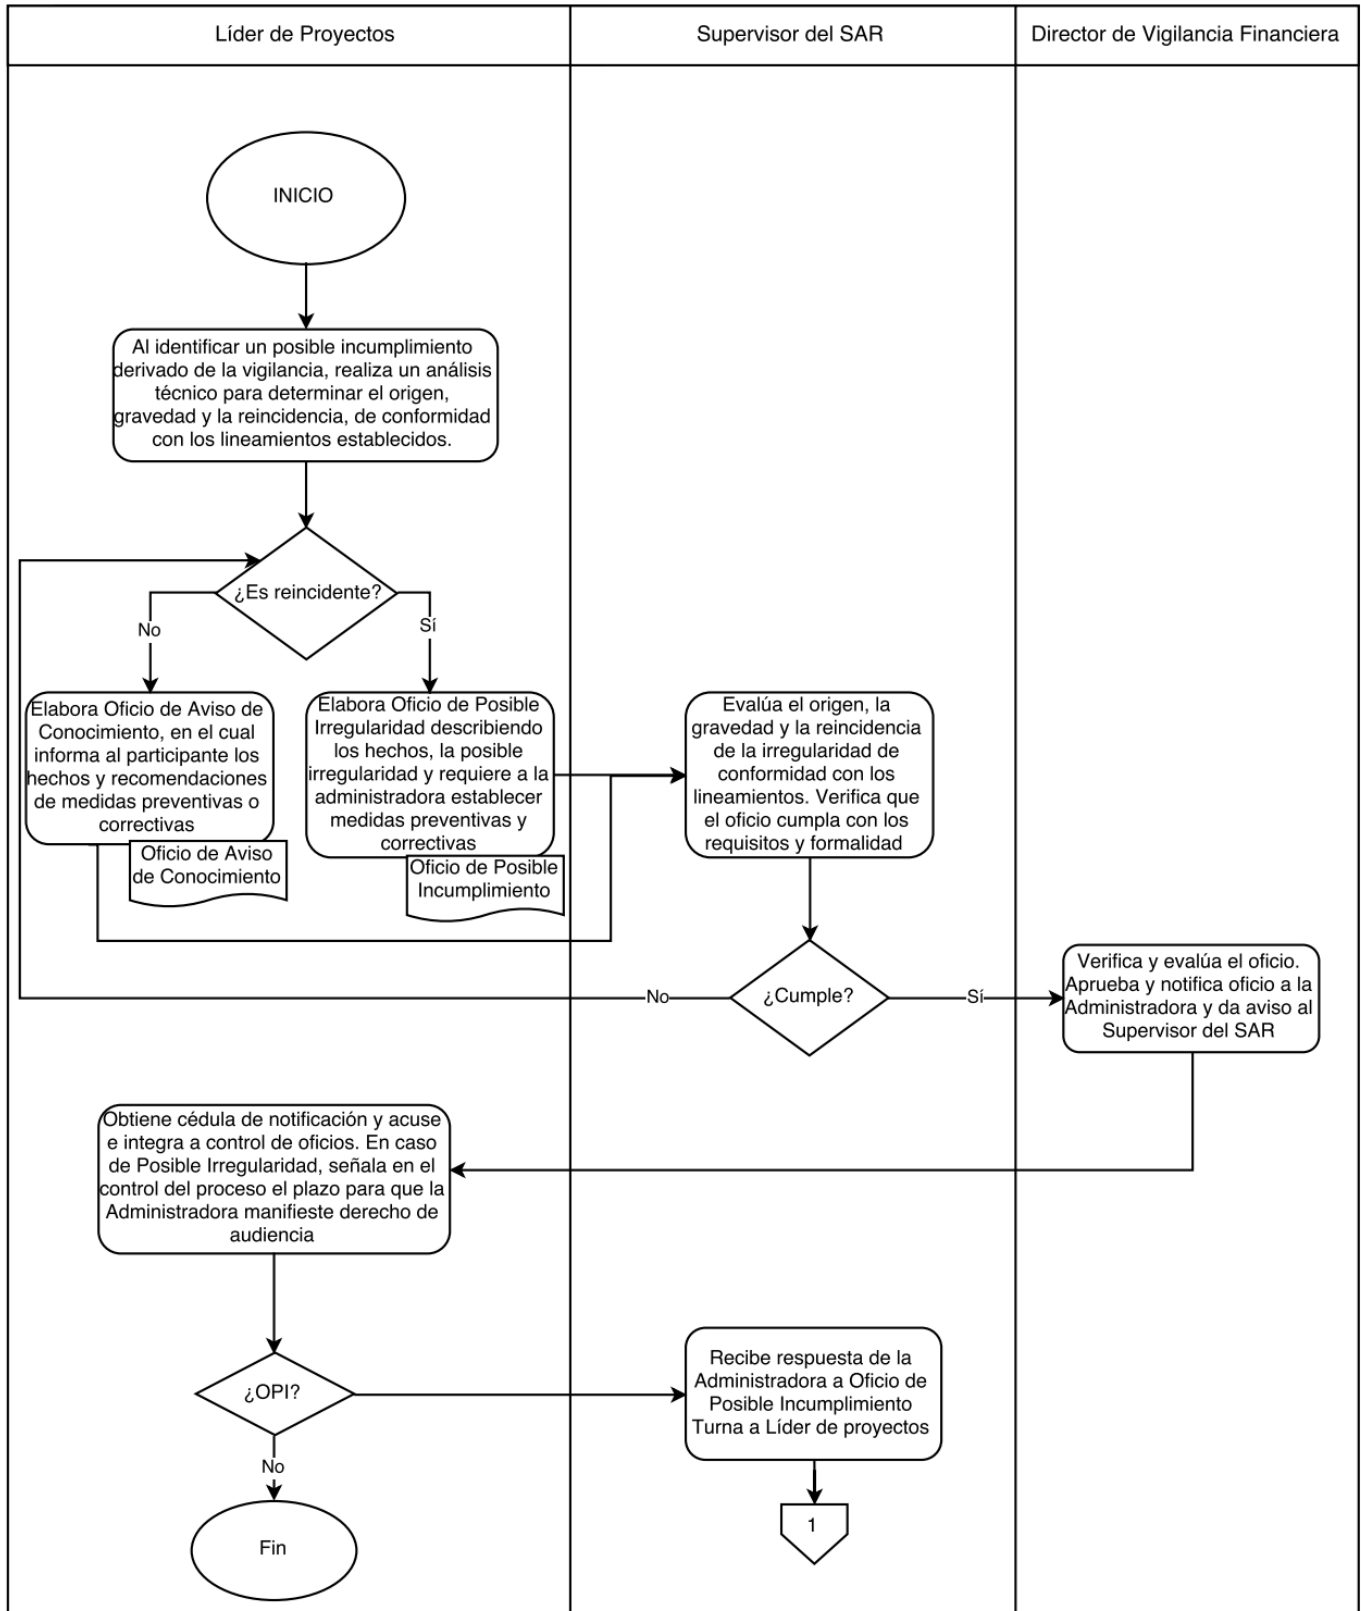 Líder de Proyectos
Supervisor del SAR
Director de Vigilancia Financiera
INICIO
Al identificar un posible incumplimiento
derivado de la vigilancia, realiza un análisis
técnico para determinar el origen,
gravedad y la reincidencia, de conformidad
con los lineamientos establecidos.
¿Es reincidente?
No
Sí
Elabora Oficio de Aviso de
Conocimiento, en el cual
informa al participante los
hechos y recomendaciones
de medidas preventivas o
correctivas
Oficio de Aviso
de Conocimiento
Elabora Oficio de Posible
Irregularidad describiendo
los hechos, la posible
irregularidad y requiere a la
administradora establecer
medidas preventivas y
correctivas
Oficio de Posible
Incumplimiento
Evalúa el origen, la
gravedad y la reincidencia
de la irregularidad de
conformidad con los
lineamientos. Verifica que
el oficio cumpla con los
requisitos y formalidad
¿Cumple?
No
Sí
Verifica y evalúa el oficio.
Aprueba y notifica oficio a la
Administradora y da aviso al
Supervisor del SAR
Obtiene cédula de notificación y acuse
e integra a control de oficios. En caso
de Posible Irregularidad, señala en el
control del proceso el plazo para que la
Administradora manifieste derecho de
audiencia
¿OPI?
No
Fin
Recibe respuesta de la
Administradora a Oficio de
Posible Incumplimiento
Turna a Líder de proyectos
1